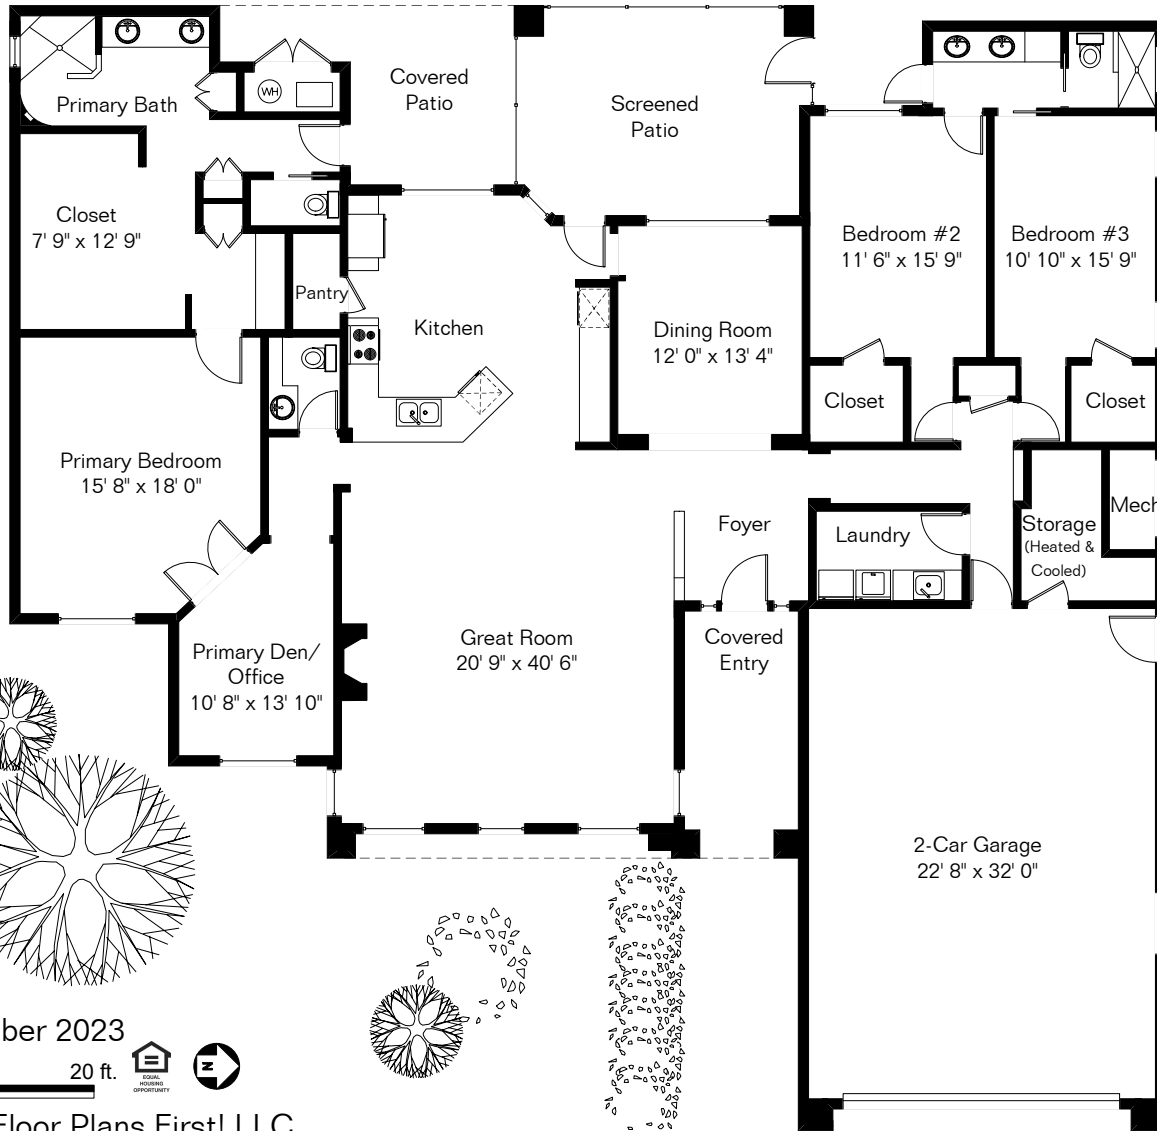 Primary Bath
WH
Covered
Patio
Screened
Patio
Closet
7' 9" x 12' 9"
Pantry
Kitchen
Dining Room
12' 0" x 13' 4"
Bedroom #2
11' 6" x 15' 9"
Bedroom #3
10' 10" x 15' 9"
Closet
Closet
Primary Bedroom
15' 8" x 18' 0"
Foyer
Laundry
Storage
(Heated &
Cooled)
Mech
Primary Den/
Office
10' 8" x 13' 10"
Great Room
20' 9" x 40' 6"
Covered
Entry
2-Car Garage
22' 8" x 32' 0"
ber 2023
20 ft.
EQUAL
HOUSING
OPPORTUNITY
N
Floor Plans First! LLC